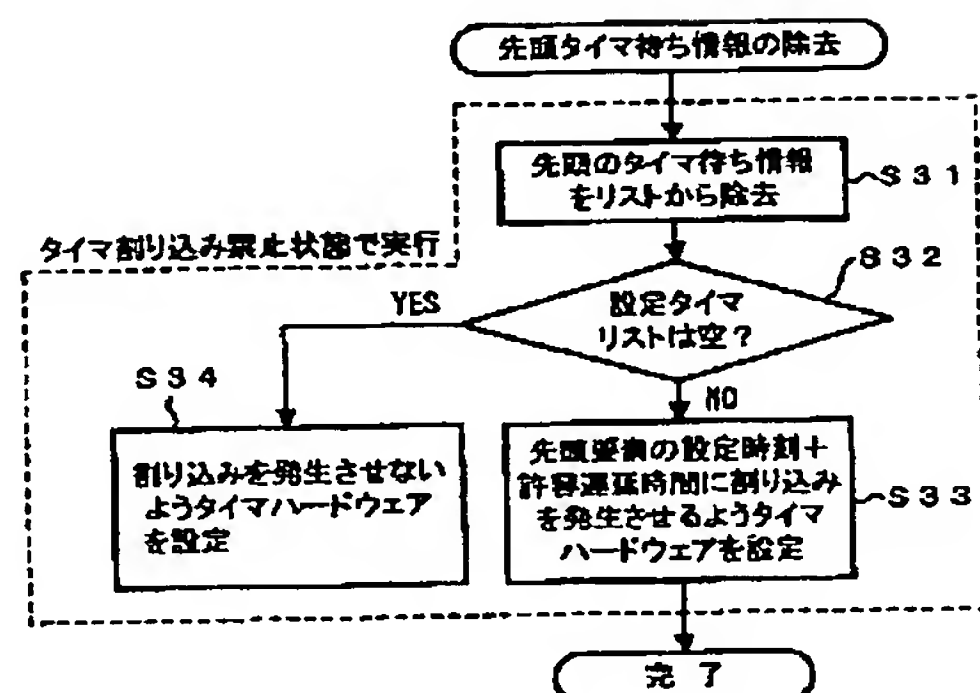 先頭タイマ待ち情報の除去
先頭のタイマ待ち情報
をリストから除去
S31
タイマ割り込み禁止状態で実行
S32
設定タイマ
リストは空?
YES
NO
S34
割り込みを発生させない
ようタイマハードウェア
を設定
先頭要素の設定時刻+
許容遅延時間に割り込み
を発生させるようタイマ
ハードウェアを設定
S33
完了